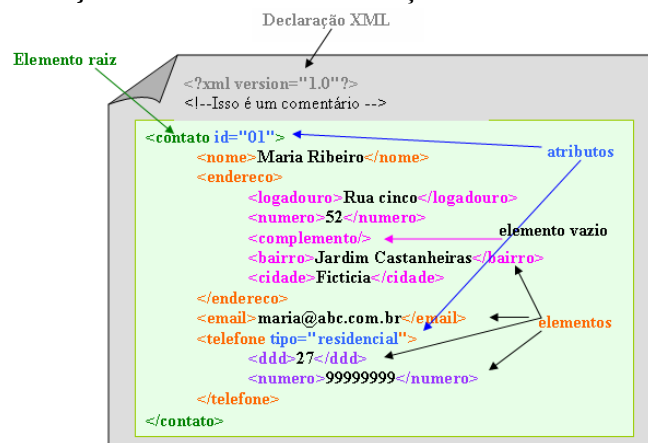 Declaração XML
Elemento raiz
<?xml version="1.0"?>
<!--Isso é um comentário -->
<contato id="01">
atributos
<nome>Maria Ribeiro</nome>
<endereco>
<logadouro>Rua cinco</logadouro>
<numero>52</numero>
elemento vazio
<complemento/>
<bairro>Jardim Castanheiras</bairro>
<cidade>Ficticia</cidade>
</endereco>
<email>maria@abc.com.br</email>
elementos
<telefone tipo="residencial">
<ddd>27</ddd>
<numero>99999999</numero>
</telefone>
</contato>